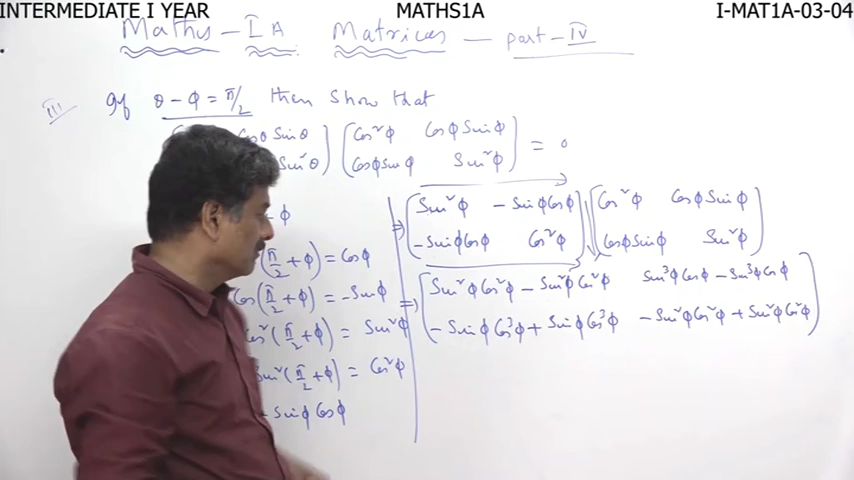 INTERMEDIATE I YEAR MATHS1A I-MAT1A-03-04
Maths - I A Matrices - part - IV
III If θ - φ = π/2 then show that
cosθ sinθ ] [ cos²φ cosφ sinφ
sin²θ ] [ cosφ sinφ sin²φ ] = 0
φ ⇒ [ sin²φ - sinφ cosφ ] [ cos²φ cosφ sinφ
- sinφ cosφ cos²φ ] [ cosφ sinφ sin²φ ]
(π/2 + φ) = cosφ
cos(π/2 + φ) = - sinφ
cos²(π/2 + φ) = sin²φ
sin²(π/2 + φ) = cos²φ
- sinφ cosφ
⇒ [ sin²φ cos²φ - sin²φ cos²φ sin³φ cosφ - sin³φ cosφ
- sinφ cos³φ + sinφ cos³φ - sin²φ cos²φ + sin²φ cos²φ ]